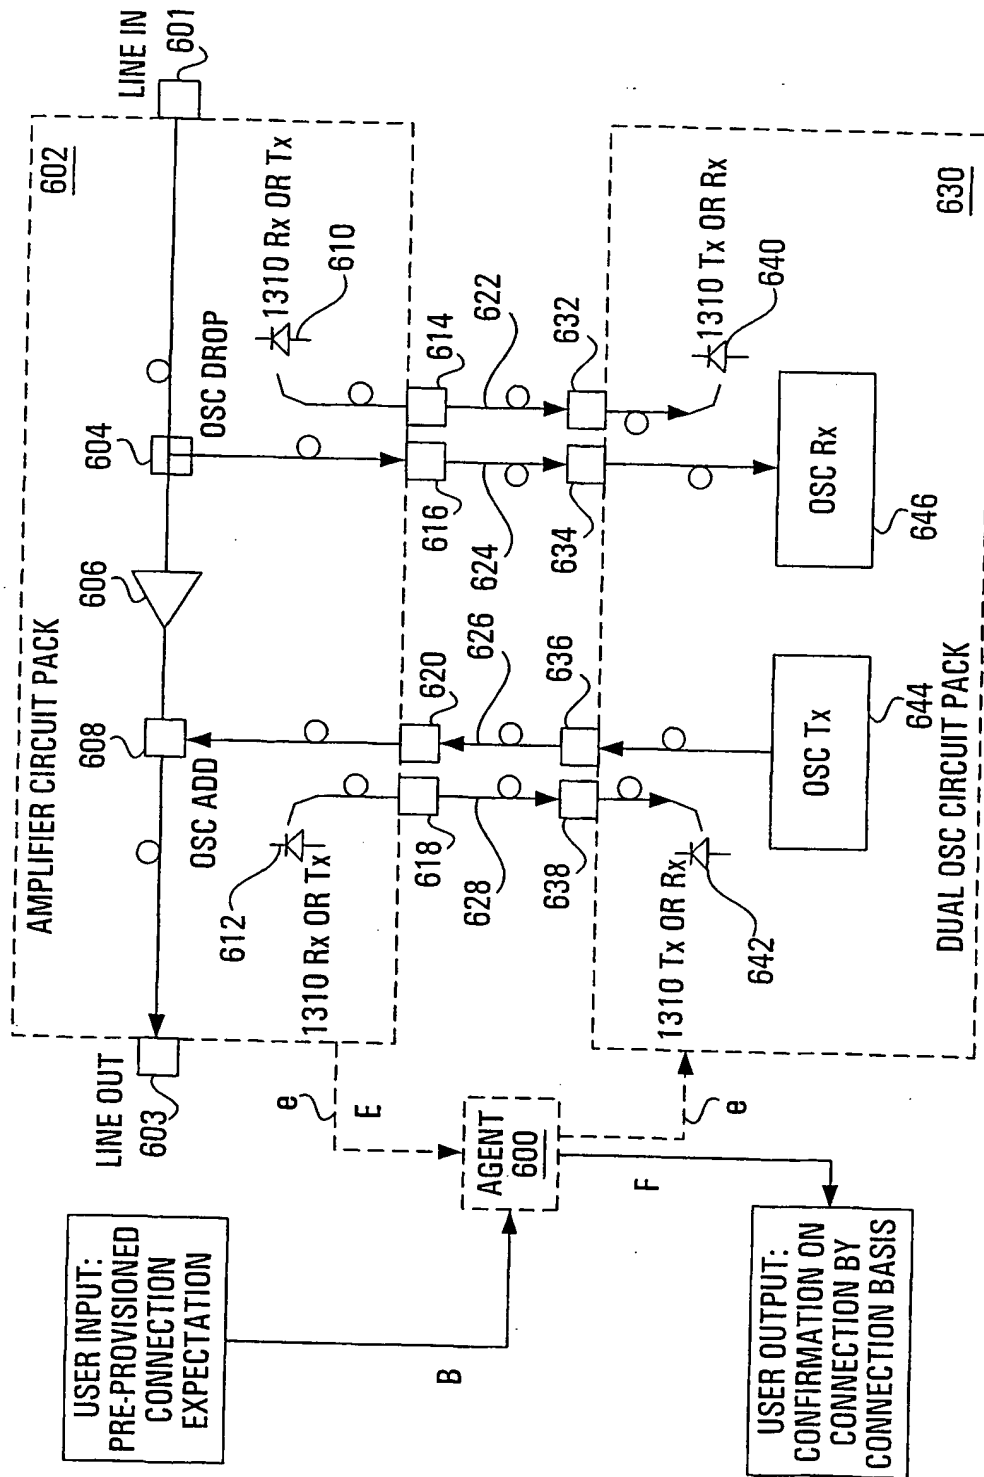 USER INPUT:
PRE-PROVISIONED
CONNECTION
EXPECTATION
B
USER OUTPUT:
CONFIRMATION ON
CONNECTION BY
CONNECTION BASIS
F
AGENT
600
e
E
e
LINE OUT
603
AMPLIFIER CIRCUIT PACK
602
LINE IN
601
608
606
604
OSC ADD
OSC DROP
612
1310 Rx OR Tx
1310 Rx OR Tx
610
618
620
616
614
628
626
624
622
638
636
634
632
1310 Tx OR Rx
642
1310 Tx OR Rx
640
OSC Tx
644
OSC Rx
646
DUAL OSC CIRCUIT PACK
630